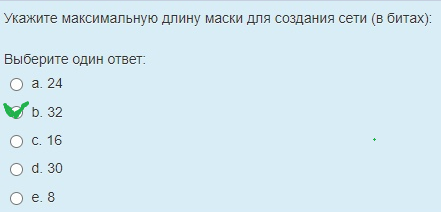 Укажите максимальную длину маски для создания сети (в битах):
Выберите один ответ:
a. 24
b. 32
c. 16
d. 30
e. 8